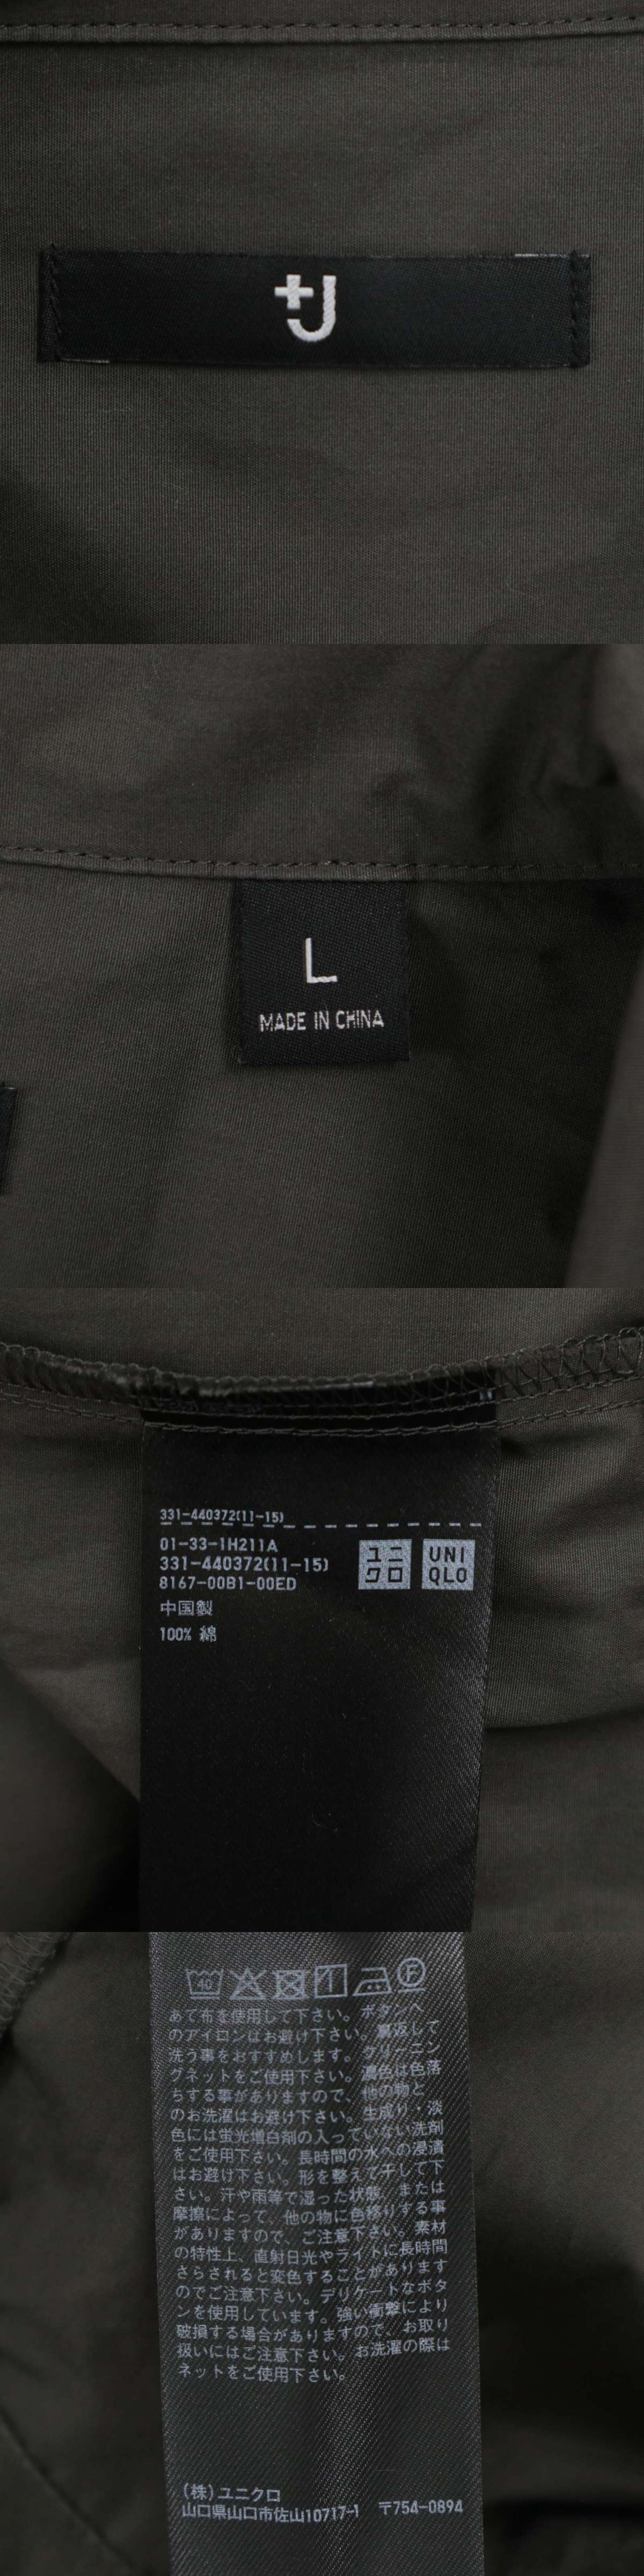 +J
L
MADE IN CHINA
331-440372(11-15)
01-33-1H211A
331-440372(11-15)
8167-00B1-00ED
ユニクロ
UNI
QLO
中国製
100% 綿
40
F
あて布を使用して下さい。ボタンへ
のアイロンはお避け下さい。裏返して
洗う事をおすすめします。クリーニン
グネットをご使用下さい。濃色は色落
ちする事がありますので、他の物と
のお洗濯はお避け下さい。生成り・淡
色には蛍光増白剤の入っていない洗剤
をご使用下さい。長時間の水への浸漬
はお避け下さい。形を整えて干して下
さい。汗や雨等で湿った状態、または
摩擦によって、他の物に色移りする事
がありますので、ご注意下さい。素材
の特性上、直射日光やライトに長時間
さらされると変色することがあります
のでご注意下さい。デリケートなボタ
ンを使用しています。強い衝撃により
破損する場合がありますので、お取り
扱いにはご注意下さい。お洗濯の際は
ネットをご使用下さい。
(株)ユニクロ
山口県山口市佐山10717-1 〒754-0894